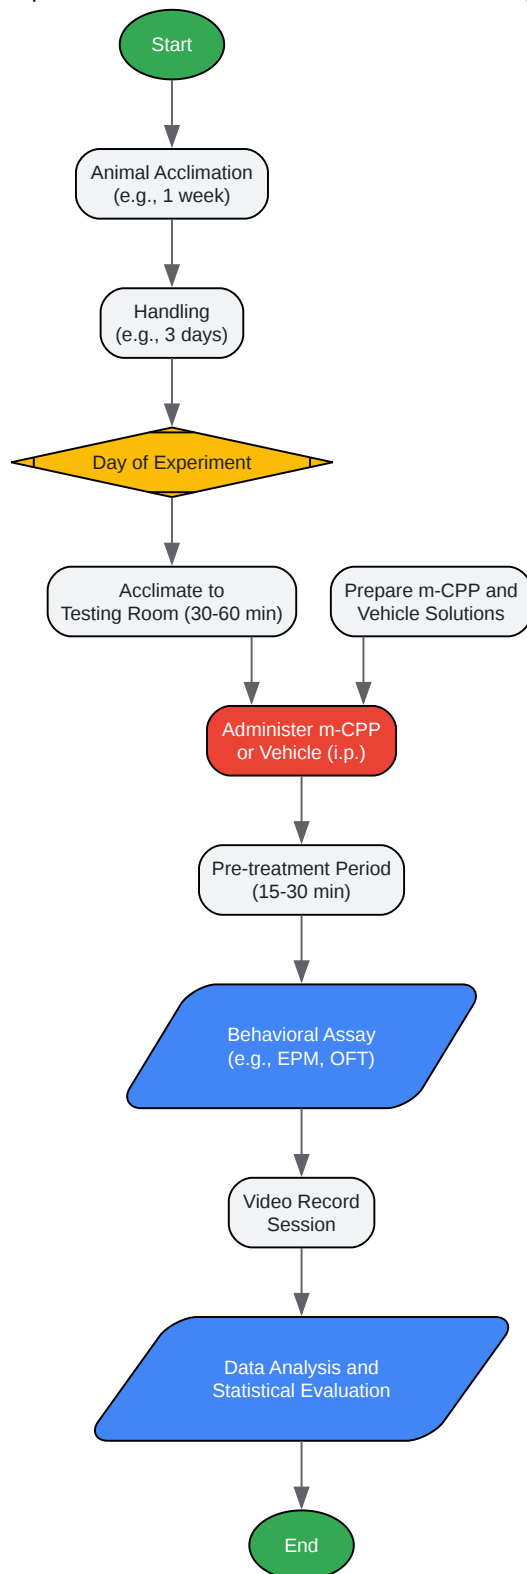 Start
Animal Acclimation
(e.g., 1 week)
Handling
(e.g., 3 days)
Day of Experiment
Acclimate to
Testing Room (30-60 min)
Prepare m-CPP and
Vehicle Solutions
Administer m-CPP
or Vehicle (i.p.)
Pre-treatment Period
(15-30 min)
Behavioral Assay
(e.g., EPM, OFT)
Video Record
Session
Data Analysis and
Statistical Evaluation
End